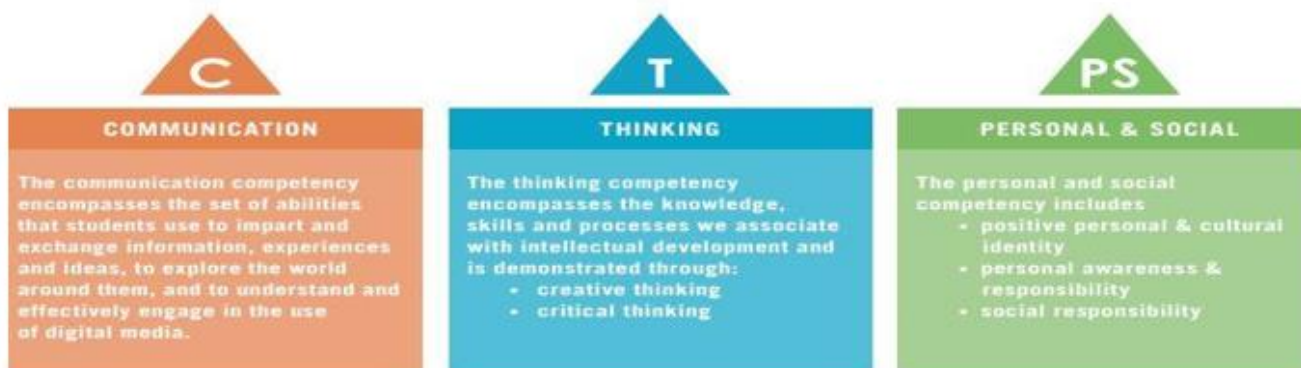 C
COMMUNICATION
The communication competency
encompasses the set of abilities
that students use to impart and
exchange information, experiences
and ideas, to explore the world
around them, and to understand and
effectively engage in the use
of digital media.
T
THINKING
The thinking competency
encompasses the knowledge,
skills and processes we associate
with intellectual development and
is demonstrated through:
• creative thinking
• critical thinking
PS
PERSONAL & SOCIAL
The personal and social
competency includes
• positive personal & cultural
identity
• personal awareness &
responsibility
• social responsibility